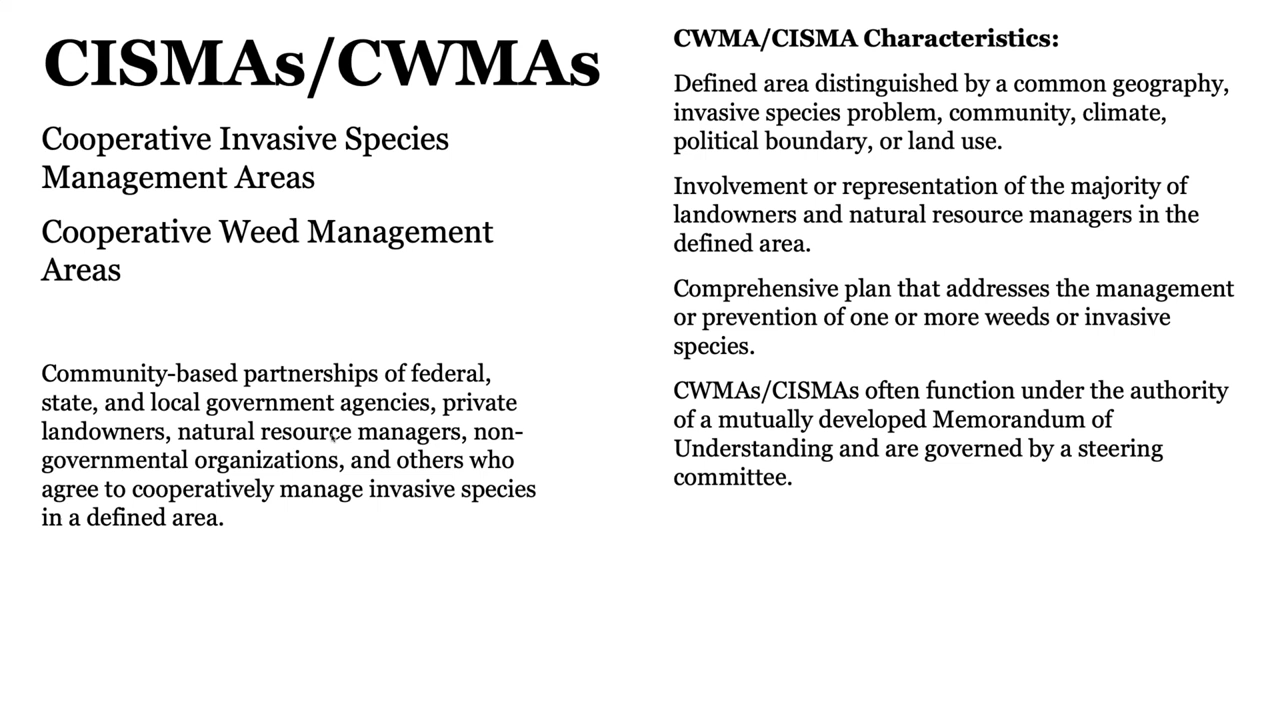 CISMAs/CWMAs
Cooperative Invasive Species
Management Areas
Cooperative Weed Management
Areas
Community-based partnerships of federal,
state, and local government agencies, private
landowners, natural resource managers, non-
governmental organizations, and others who
agree to cooperatively manage invasive species
in a defined area.
CWMA/CISMA Characteristics:
Defined area distinguished by a common geography,
invasive species problem, community, climate,
political boundary, or land use.
Involvement or representation of the majority of
landowners and natural resource managers in the
defined area.
Comprehensive plan that addresses the management
or prevention of one or more weeds or invasive
species.
CWMAs/CISMAs often function under the authority
of a mutually developed Memorandum of
Understanding and are governed by a steering
committee.